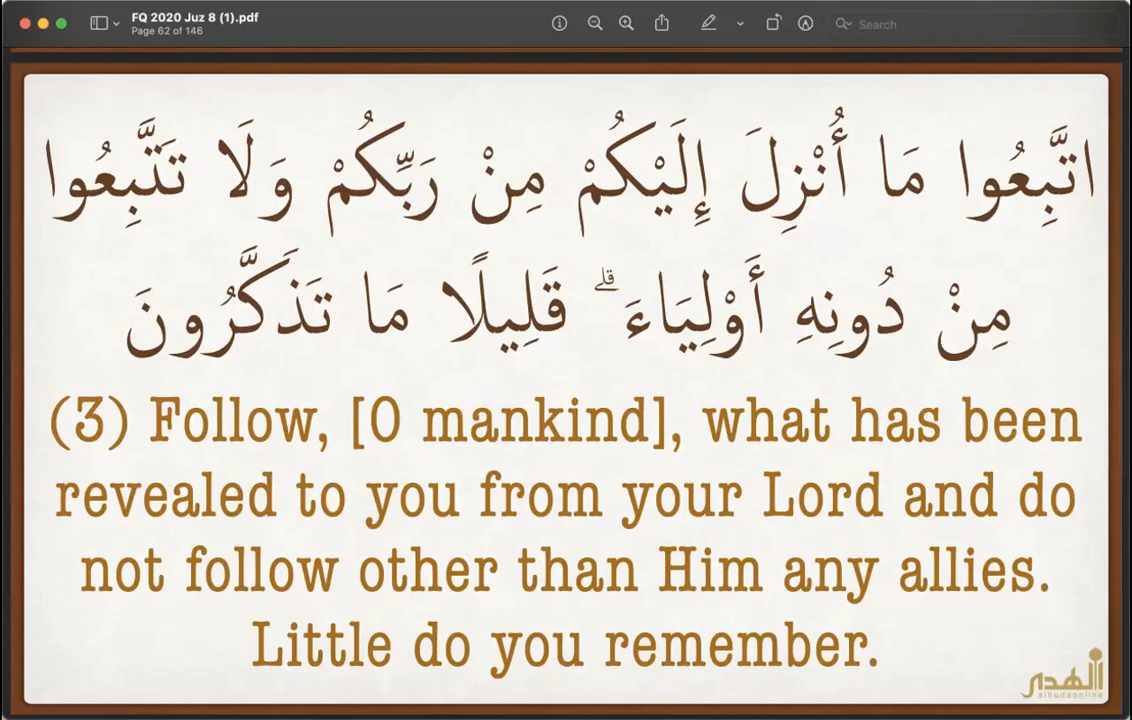 FQ 2020 Juz 8 (1).pdf
Page 62 of 146
Search
اتَّبِعُوا مَا أُنْزِلَ إِلَيْكُمْ مِنْ رَبِّكُمْ وَلَا تَتَّبِعُوا
مِنْ دُونِهِ أَوْلِيَاءَ ۗ قَلِيلًا مَا تَذَكَّرُونَ
(3) Follow, [O mankind], what has been
revealed to you from your Lord and do
not follow other than Him any allies.
Little do you remember.
الهدى
alhudaonline